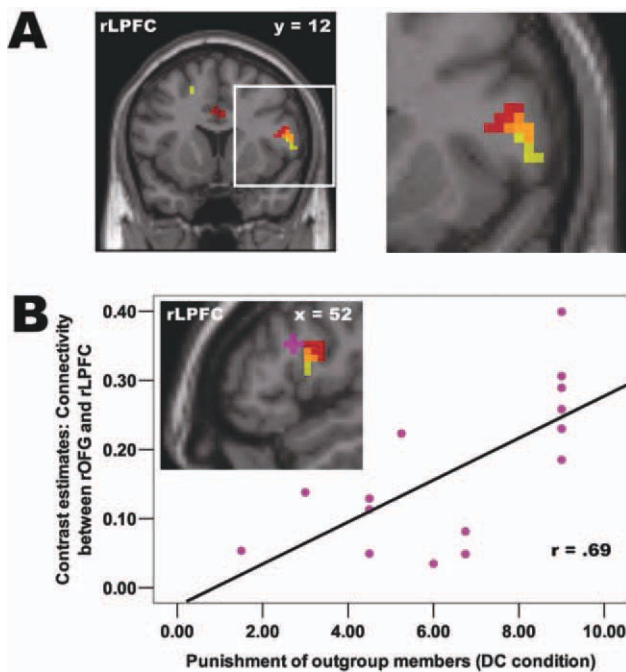 A
rLPFC
y = 12
B
rLPFC
x = 52
Contrast estimates: Connectivity
between rOFG and rLPFC
0.40
0.30
0.20
0.10
0.00
r = .69
0.00 2.00 4.00 6.00 8.00 10.00
Punishment of outgroup members (DC condition)